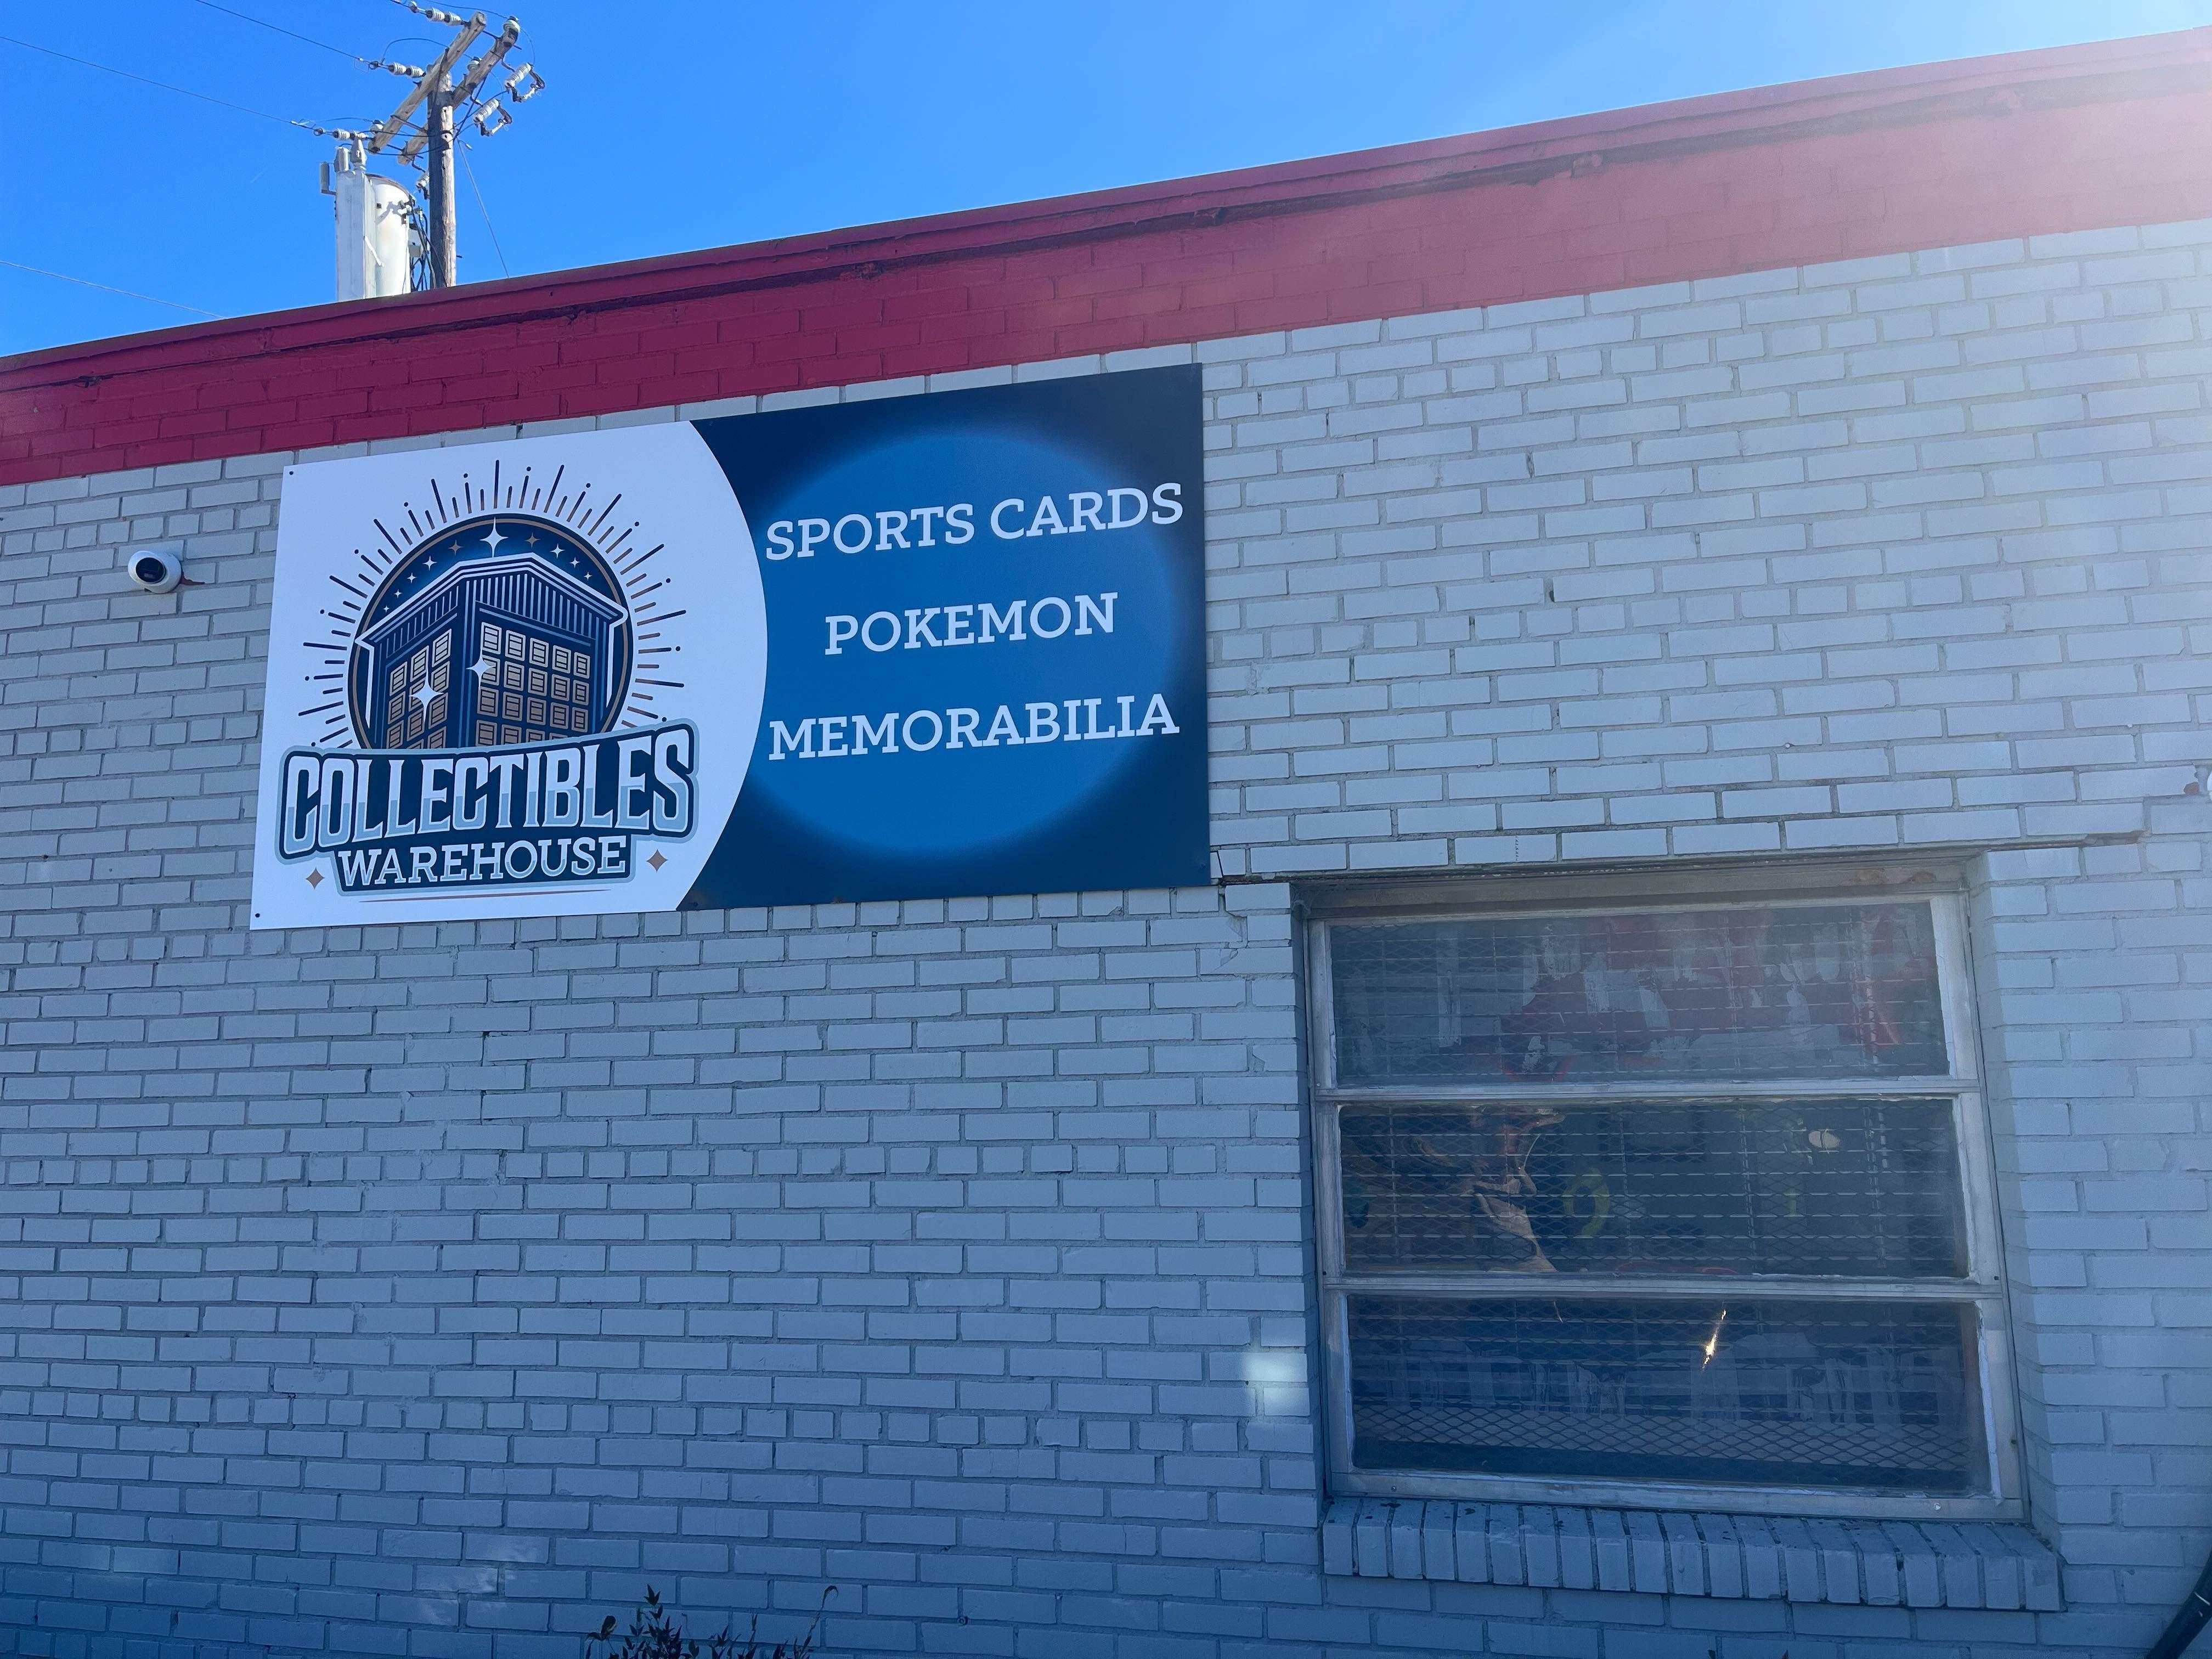 COLLECTIBLES
WAREHOUSE
SPORTS CARDS
POKEMON
MEMORABILIA